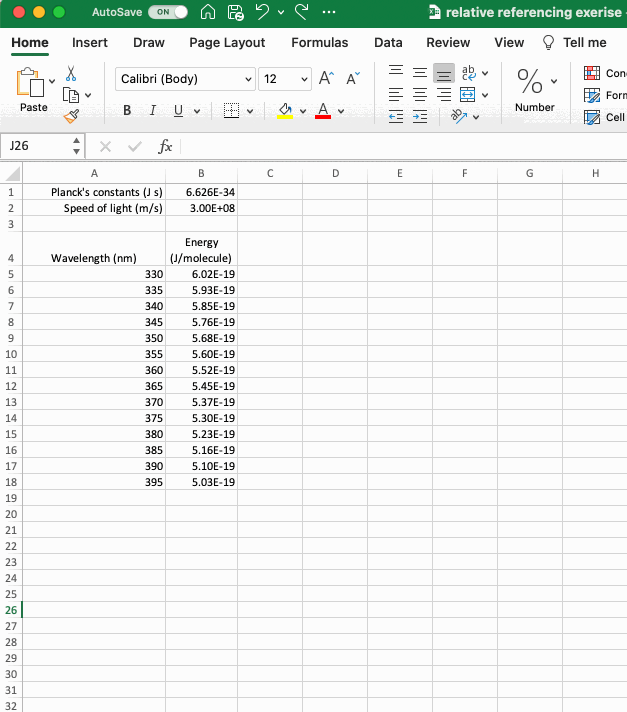 AutoSave ON ... relative referencing exerise -
Home Insert Draw Page Layout Formulas Data Review View Tell me
Paste Calibri (Body) 12 A^ A˅ ab % Number Con
B I U A ab Form
Cell
J26 fx
A B C D E F G H
1 Planck's constants (J s) 6.626E-34
2 Speed of light (m/s) 3.00E+08
3
Energy
4 Wavelength (nm) (J/molecule)
5 330 6.02E-19
6 335 5.93E-19
7 340 5.85E-19
8 345 5.76E-19
9 350 5.68E-19
10 355 5.60E-19
11 360 5.52E-19
12 365 5.45E-19
13 370 5.37E-19
14 375 5.30E-19
15 380 5.23E-19
16 385 5.16E-19
17 390 5.10E-19
18 395 5.03E-19
19
20
21
22
23
24
25
26
27
28
29
30
31
32